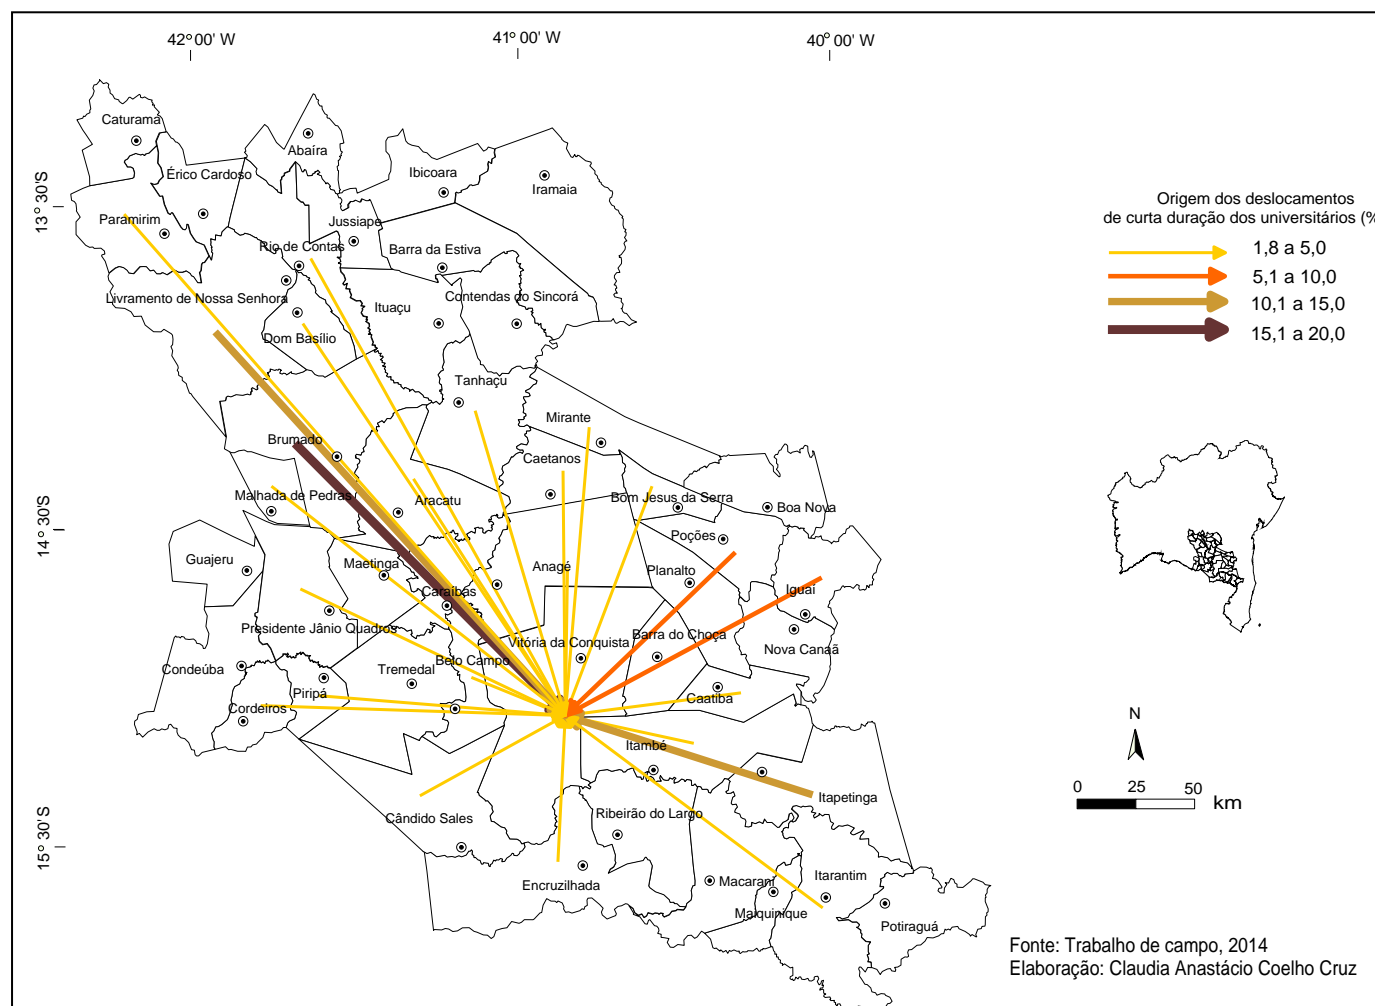 42° 00' W
41° 00' W
40° 00' W
13° 30'S
14° 30'S
15° 30S
Caturama
Abaíra
Érico Cardoso
Ibicoara
Iramaia
Paramirim
Jussiape
Rio de Contas
Barra da Estiva
Livramento de Nossa Senhora
Ituaçu
Contendas do Sincorá
Dom Basílio
Tanhaçu
Mirante
Brumado
Caetanos
Malhada de Pedras
Aracatu
Bom Jesus da Serra
Boa Nova
Poções
Guajeru
Maetinga
Anagé
Planalto
Caraíbas
Iguaí
Presidente Jânio Quadros
Vitória da Conquista
Barra do Choça
Nova Canaã
Condeúba
Tremedal
Belo Campo
Piripá
Caatiba
Cordeiros
Itambé
Itapetinga
Cândido Sales
Ribeirão do Largo
Encruzilhada
Macarani
Itarantim
Maiquinique
Potiraguá
Origem dos deslocamentos
de curta duração dos universitários (%
1,8 a 5,0
5,1 a 10,0
10,1 a 15,0
15,1 a 20,0
N
0 25 50 km
Fonte: Trabalho de campo, 2014
Elaboração: Claudia Anastácio Coelho Cruz